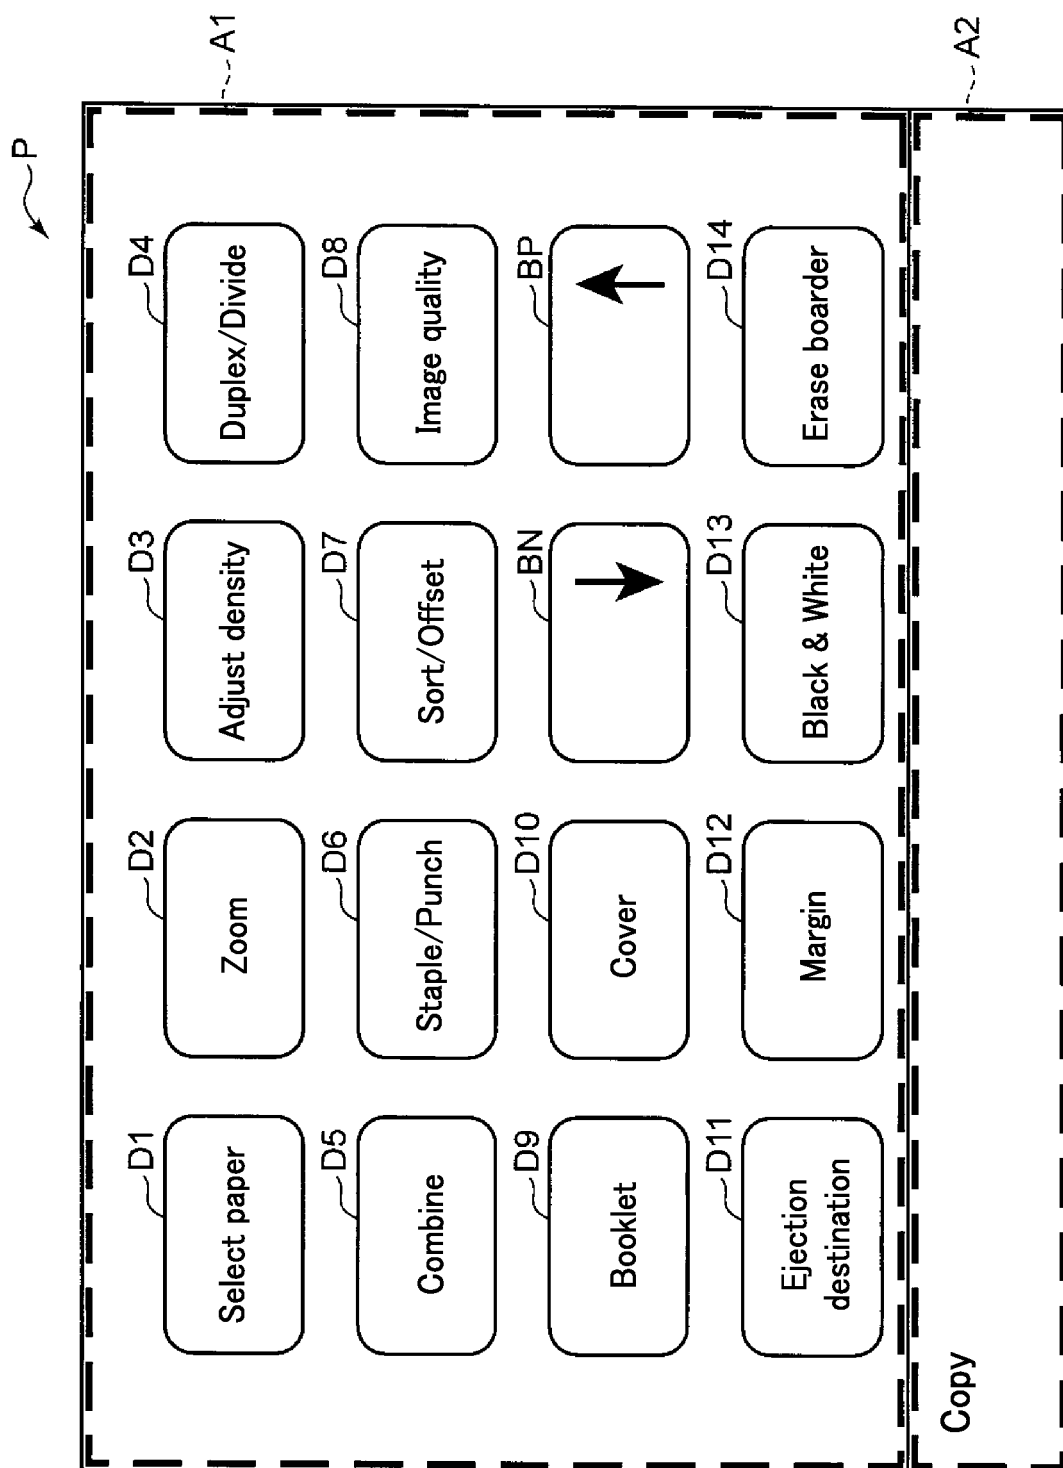 P
A1
D1
D2
D3
D4
Select paper
Zoom
Adjust density
Duplex/Divide
D5
D6
D7
D8
Combine
Staple/Punch
Sort/Offset
Image quality
D9
D10
BN
BP
Booklet
Cover
D11
D12
D13
D14
Ejection
destination
Margin
Black & White
Erase boarder
A2
Copy